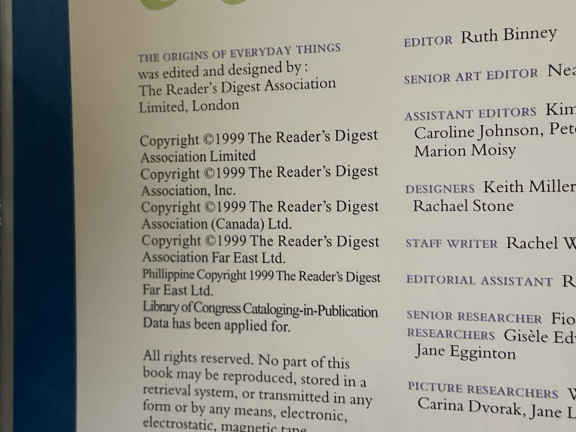 THE ORIGINS OF EVERYDAY THINGS
was edited and designed by:
The Reader's Digest Association
Limited, London
Copyright ©1999 The Reader's Digest
Association Limited
Copyright ©1999 The Reader's Digest
Association, Inc.
Copyright ©1999 The Reader's Digest
Association (Canada) Ltd.
Copyright ©1999 The Reader's Digest
Association Far East Ltd.
Phillippine Copyright 1999 The Reader's Digest
Far East Ltd.
Library of Congress Cataloging-in-Publication
Data has been applied for.
All rights reserved. No part of this
book may be reproduced, stored in a
retrieval system, or transmitted in any
form or by any means, electronic,
electrostatic, magnetic tape
EDITOR Ruth Binney
SENIOR ART EDITOR
ASSISTANT EDITORS
Caroline Johnson,
Marion Moisy
DESIGNERS Keith Miller
Rachael Stone
STAFF WRITER Rachel
EDITORIAL ASSISTANT
SENIOR RESEARCHER
RESEARCHERS Gisèle
Jane Egginton
PICTURE RESEARCHERS
Carina Dvorak, Jane